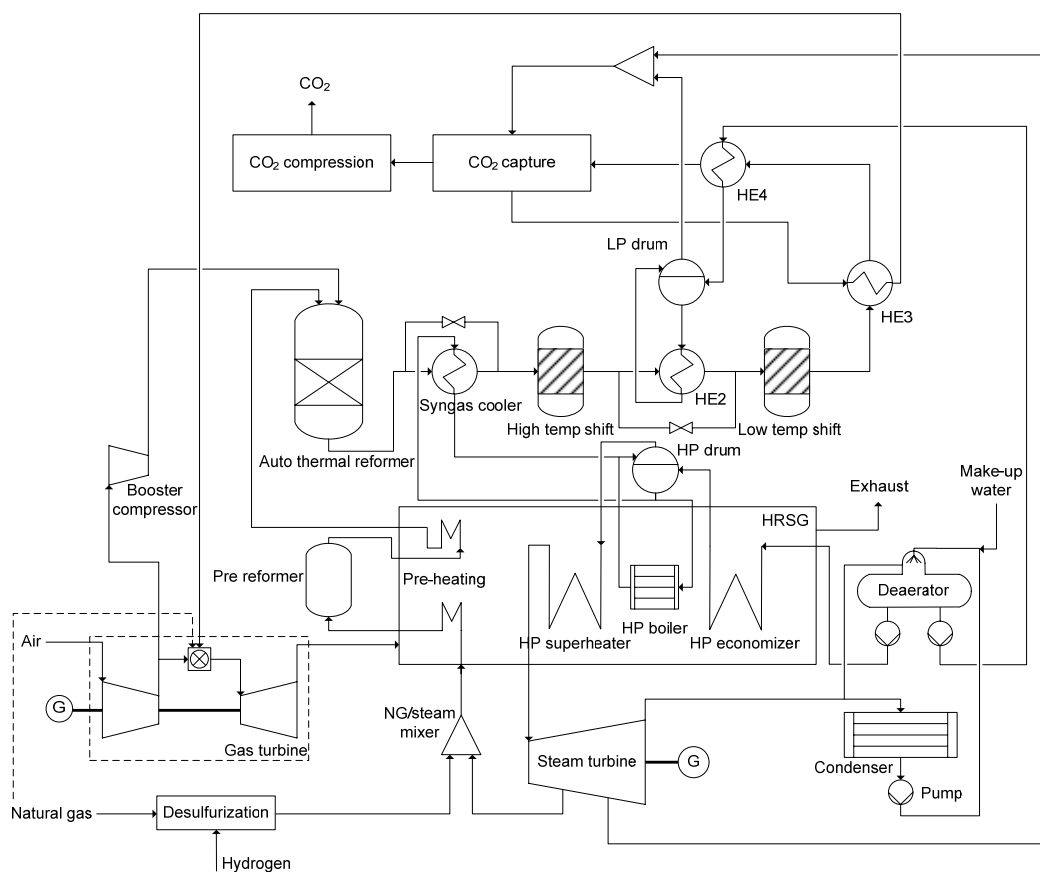 CO2
CO2 compression
CO2 capture
HE4
LP drum
HE3
Syngas cooler
HE2
High temp shift
Low temp shift
Auto thermal reformer
HP drum
Booster
compressor
Exhaust
Make-up
water
HRSG
Pre reformer
Pre-heating
Deaerator
HP superheater
HP boiler
HP economizer
Air
G
NG/steam
mixer
Gas turbine
Steam turbine
G
Condenser
Pump
Natural gas
Desulfurization
Hydrogen